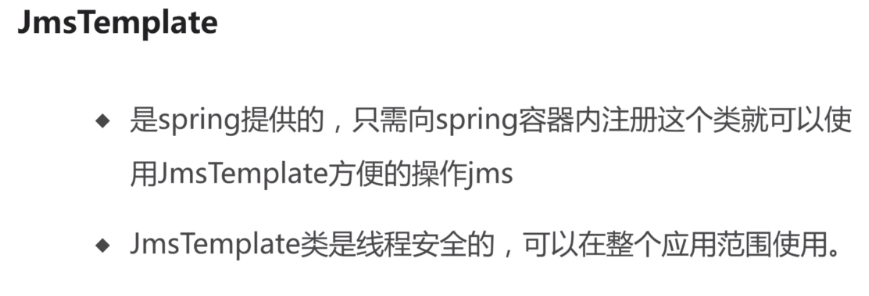 JmsTemplate
◆ 是spring提供的，只需向spring容器内注册这个类就可以使
用JmsTemplate方便的操作jms
◆ JmsTemplate类是线程安全的，可以在整个应用范围使用。